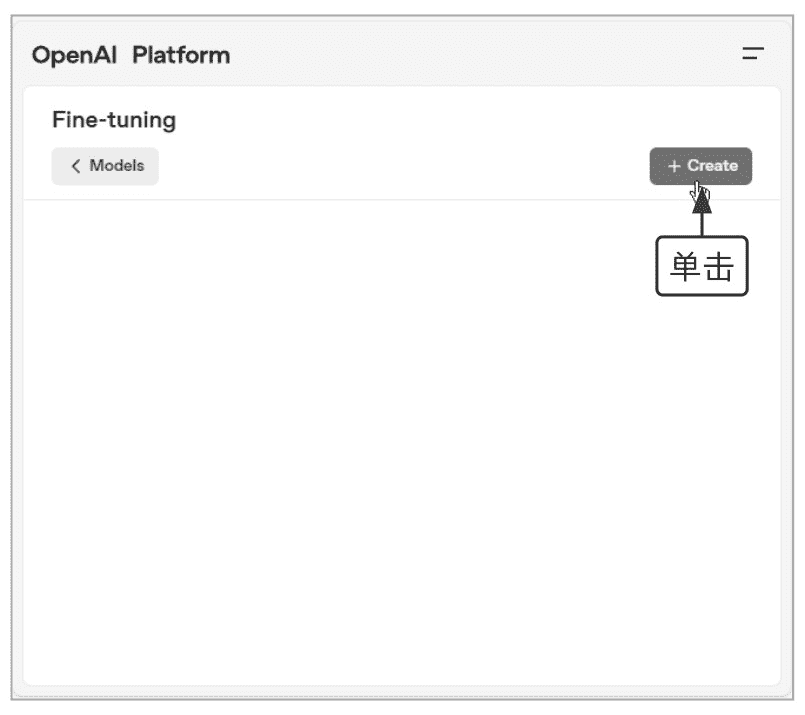 OpenAI Platform
Fine-tuning
< Models
+ Create
单击